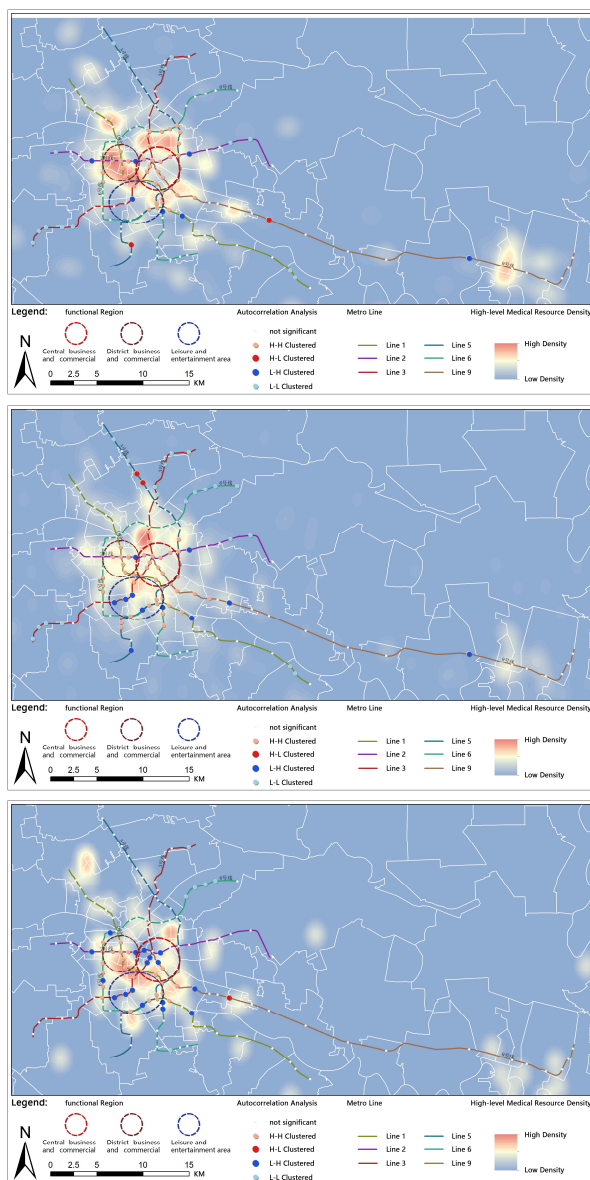 Legend:
functional Region
Autocorrelation Analysis
Metro Line
High-level Medical Resource Density
N
Central business
and commercial
District business
and commercial
Leisure and
entertainment area
0 2.5 5 10 15
KM
not significant
H-H Clustered
H-L Clustered
L-H Clustered
L-L Clustered
Line 1
Line 2
Line 3
Line 5
Line 6
Line 9
High Density
Low Density
Legend:
functional Region
Autocorrelation Analysis
Metro Line
High-level Medical Resource Density
N
Central business
and commercial
District business
and commercial
Leisure and
entertainment area
0 2.5 5 10 15
KM
not significant
H-H Clustered
H-L Clustered
L-H Clustered
L-L Clustered
Line 1
Line 2
Line 3
Line 5
Line 6
Line 9
High Density
Low Density
Legend:
functional Region
Autocorrelation Analysis
Metro Line
High-level Medical Resource Density
N
Central business
and commercial
District business
and commercial
Leisure and
entertainment area
0 2.5 5 10 15
KM
not significant
H-H Clustered
H-L Clustered
L-H Clustered
L-L Clustered
Line 1
Line 2
Line 3
Line 5
Line 6
Line 9
High Density
Low Density